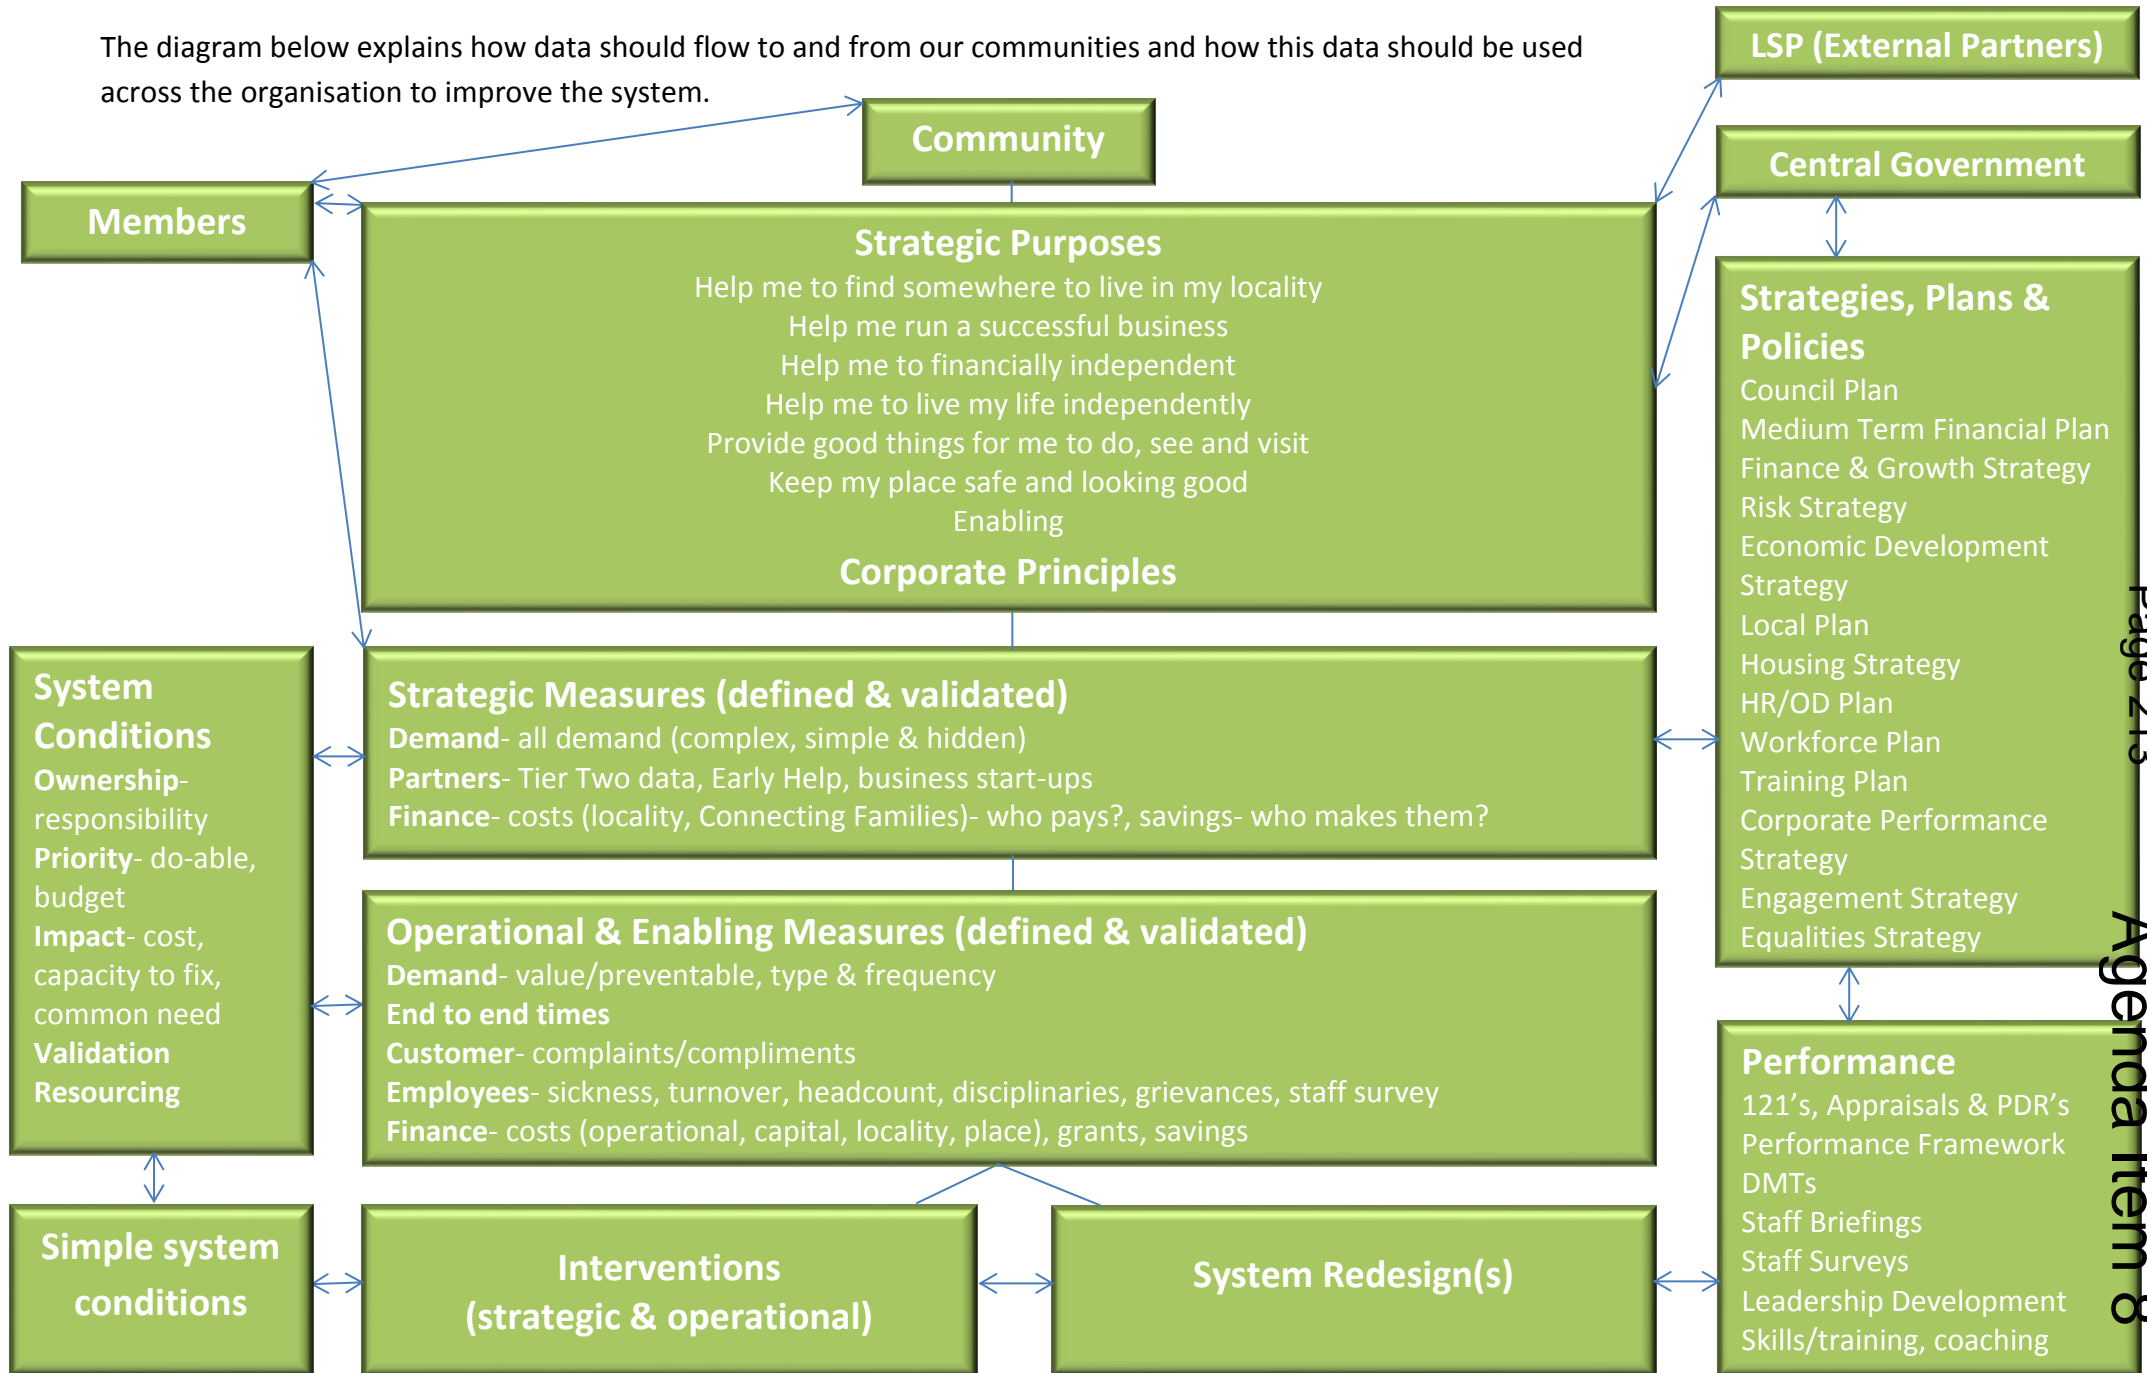 The diagram below explains how data should flow to and from our communities and how this data should be used
across the organisation to improve the system.
LSP (External Partners)
Community
Central Government
Members
Strategic Purposes
Help me to find somewhere to live in my locality
Help me run a successful business
Help me to financially independent
Help me to live my life independently
Provide good things for me to do, see and visit
Keep my place safe and looking good
Enabling
Corporate Principles
Strategies, Plans &
Policies
Council Plan
Medium Term Financial Plan
Finance & Growth Strategy
Risk Strategy
Economic Development
Strategy
Local Plan
Housing Strategy
HR/OD Plan
Workforce Plan
Training Plan
Corporate Performance
Strategy
Engagement Strategy
Equalities Strategy
System
Conditions
Ownership-
responsibility
Priority- do-able,
budget
Impact- cost,
capacity to fix,
common need
Validation
Resourcing
Strategic Measures (defined & validated)
Demand- all demand (complex, simple & hidden)
Partners- Tier Two data, Early Help, business start-ups
Finance- costs (locality, Connecting Families)- who pays?, savings- who makes them?
Operational & Enabling Measures (defined & validated)
Demand- value/preventable, type & frequency
End to end times
Customer- complaints/compliments
Employees- sickness, turnover, headcount, disciplinaries, grievances, staff survey
Finance- costs (operational, capital, locality, place), grants, savings
Performance
121's, Appraisals & PDR's
Performance Framework
DMTs
Staff Briefings
Staff Surveys
Leadership Development
Skills/training, coaching
Simple system
conditions
Interventions
(strategic & operational)
System Redesign(s)
Page 213
Agenda Item 8